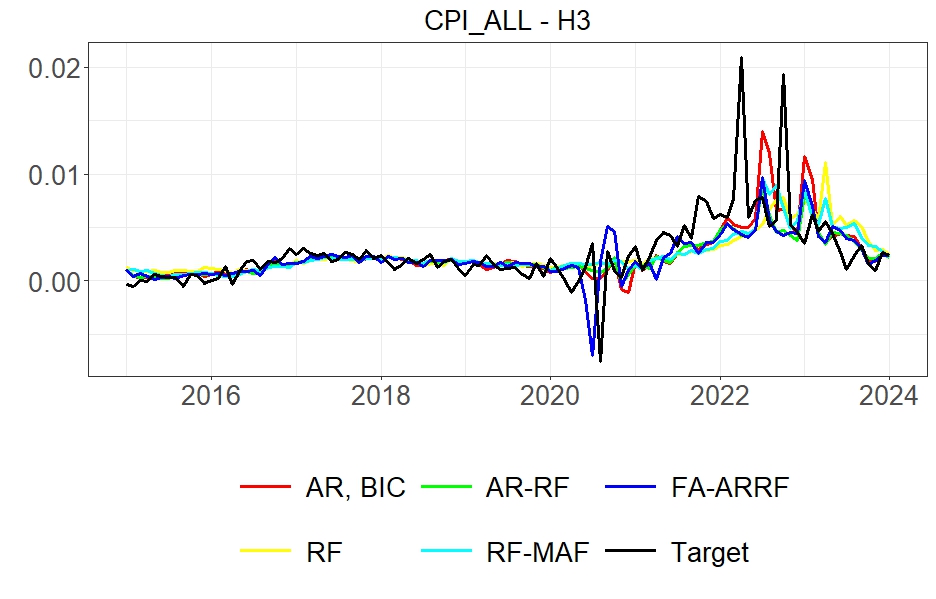 CPI_ALL - H3
0.02
0.01
0.00
2016 2018 2020 2022 2024
AR, BIC AR-RF FA-ARRF
RF RF-MAF Target